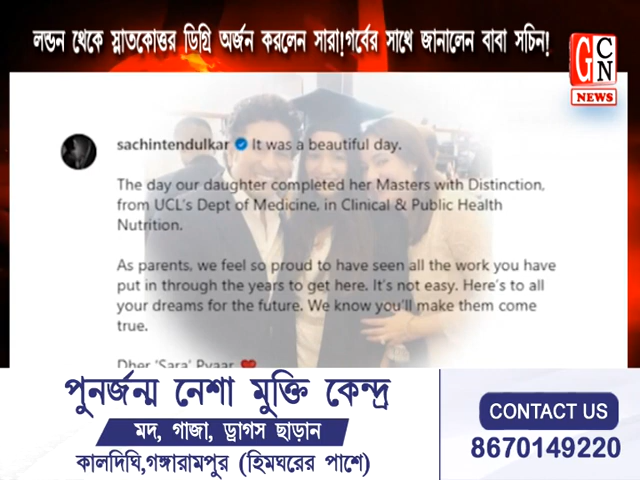 লন্ডন থেকে স্নাতকোত্তর ডিগ্রি অর্জন করলেন সারা!গর্বের সাথে জানালেন বাবা সচিন!
GCN
NEWS
sachintendulkar It was a beautiful day.
The day our daughter completed her Masters with Distinction,
from UCL's Dept of Medicine, in Clinical & Public Health
Nutrition.
As parents, we feel so proud to have seen all the work you have
put in through the years to get here. It's not easy. Here's to all
your dreams for the future. We know you'll make them come
true.
Dher 'Sara' Pyaar
পুনর্জন্ম নেশা মুক্তি কেন্দ্র
মদ, গাজা, ড্রাগস ছাড়ান
কালদিঘি,গঙ্গারামপুর (হিমঘরের পাশে)
CONTACT US
8670149220